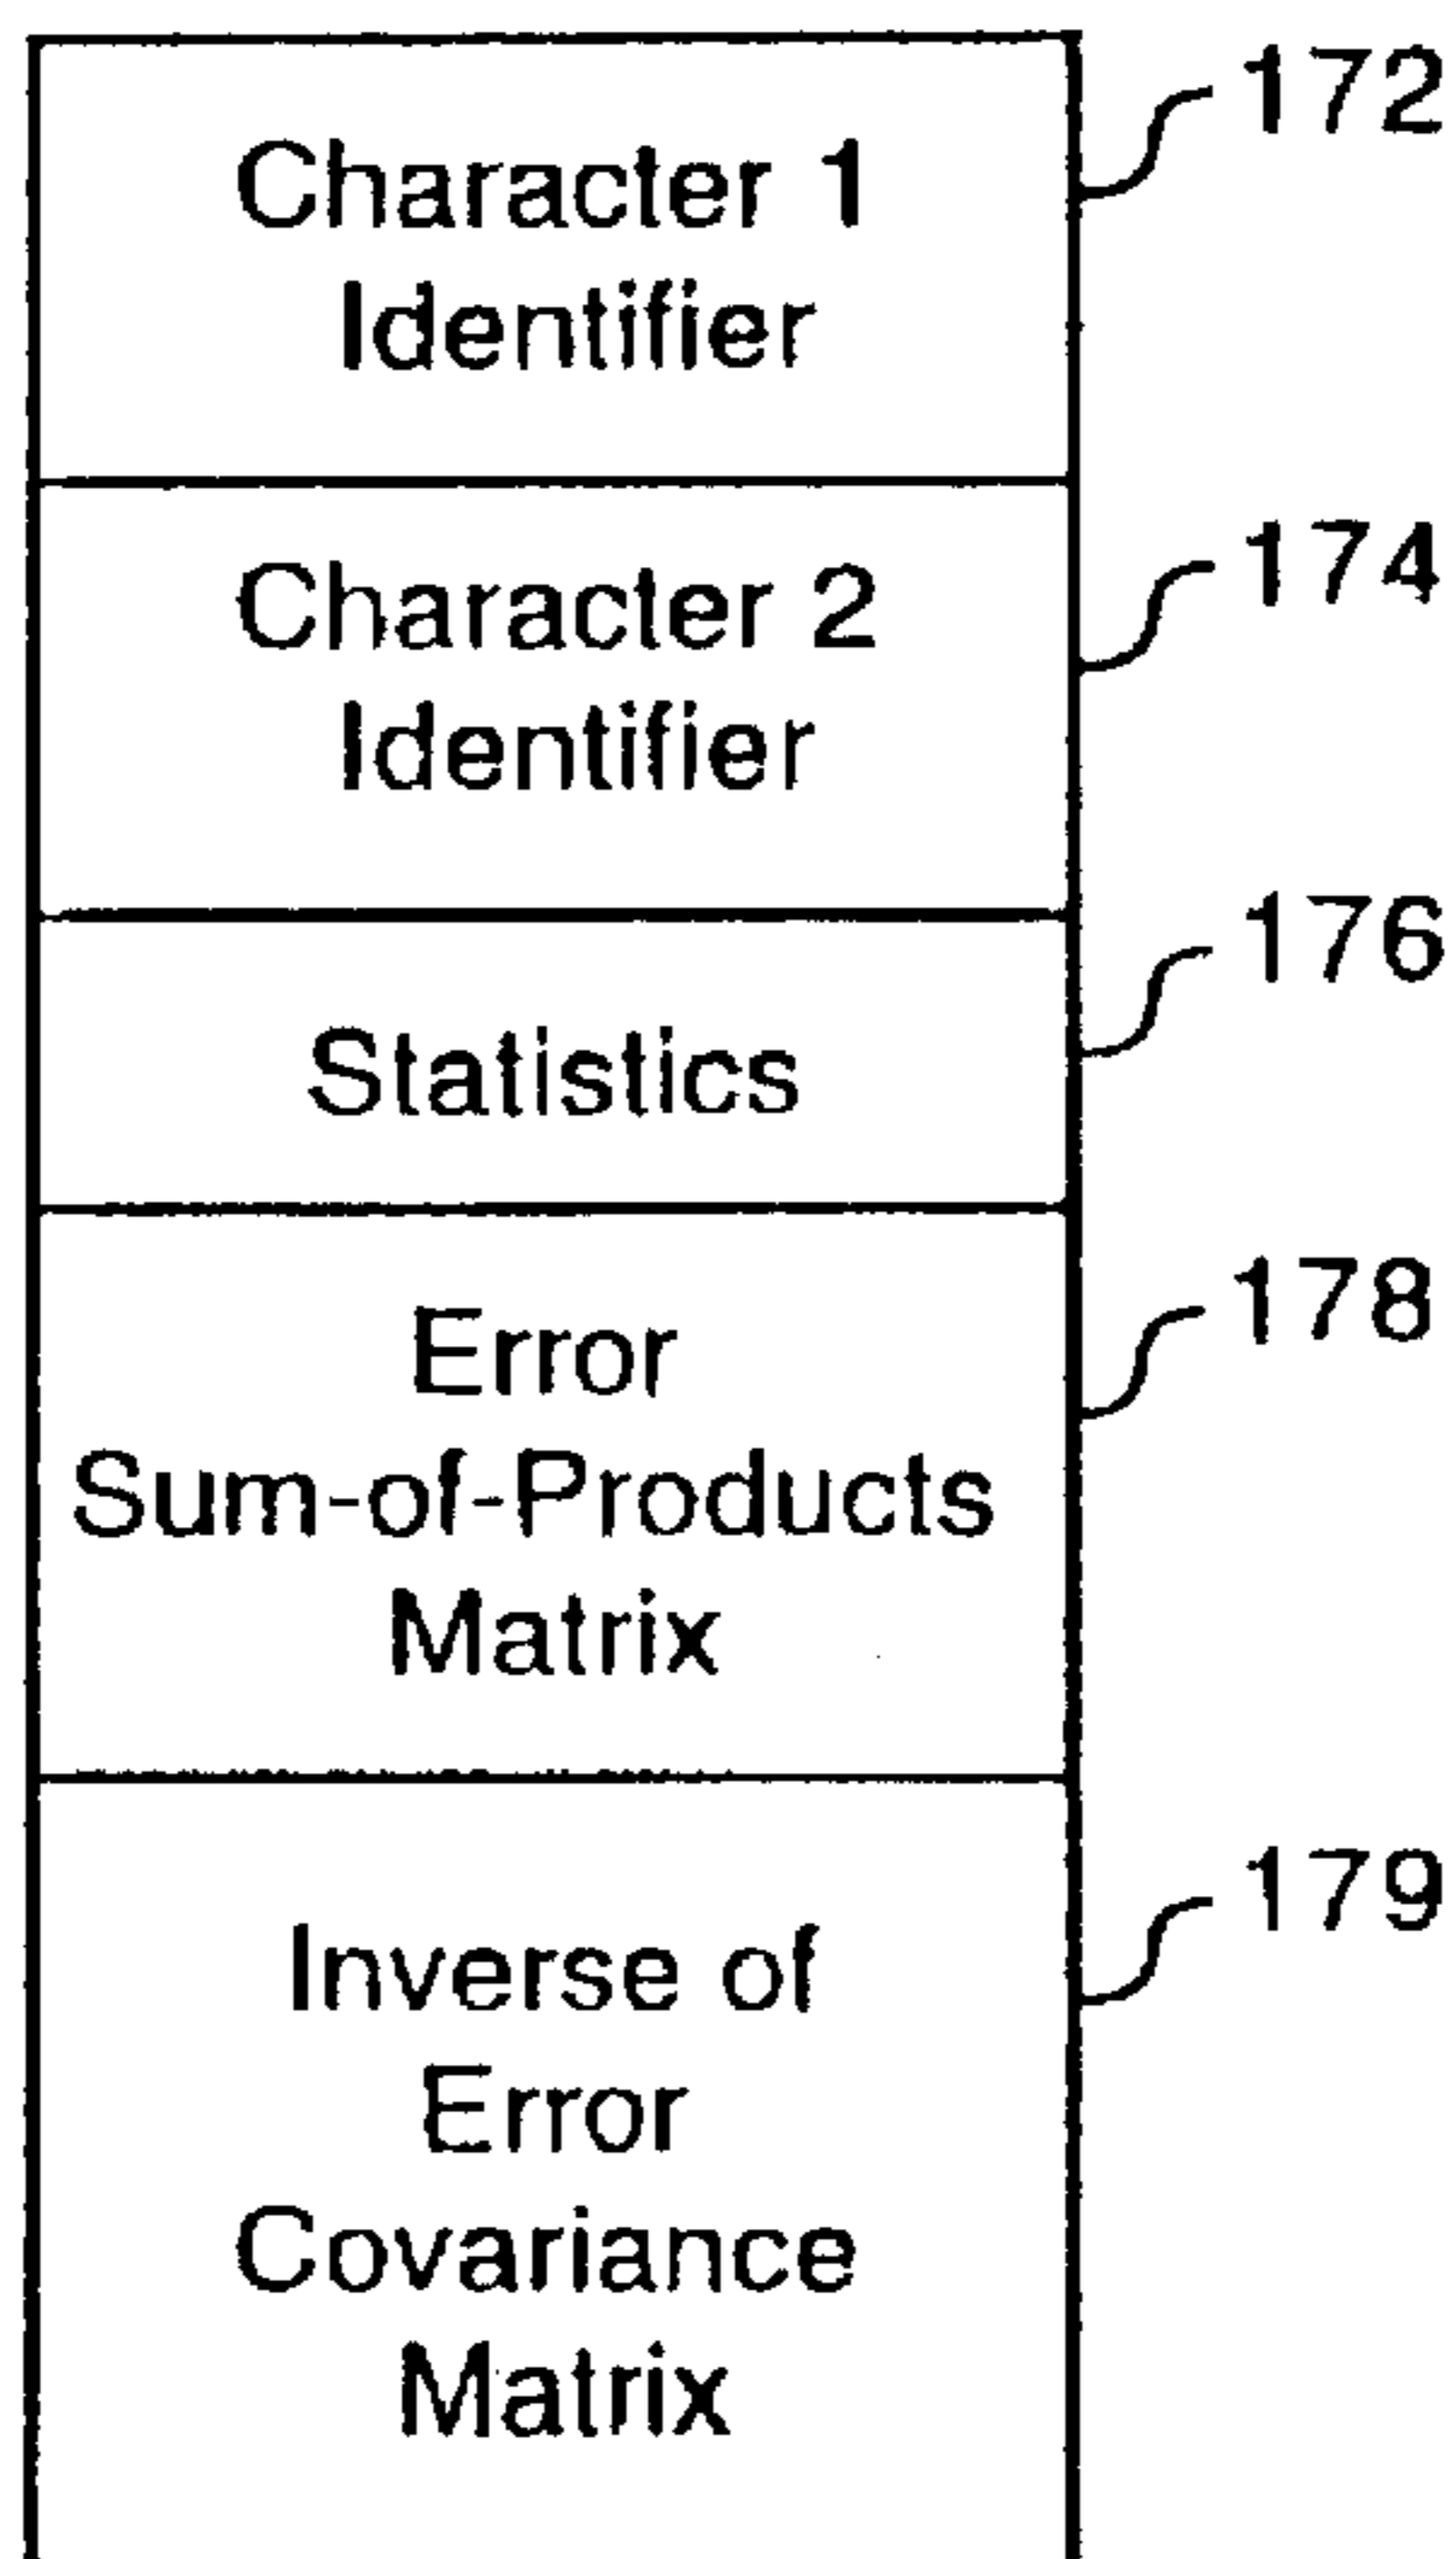 172
Character 1
Identifier
174
Character 2
Identifier
176
Statistics
178
Error
Sum-of-Products
Matrix
179
Inverse of
Error
Covariance
Matrix